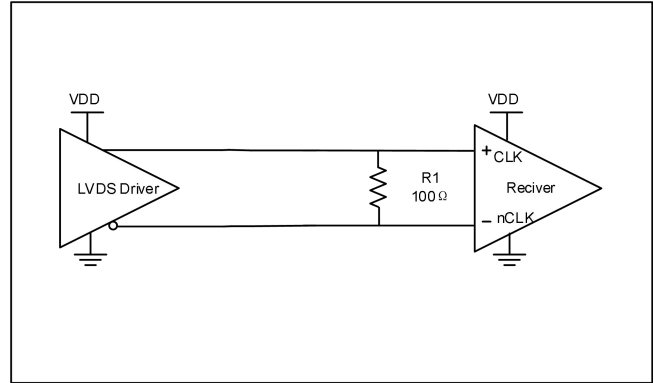 VDD
VDD
+ CLK
LVDS Driver
R1
100 Ω
Reciver
− nCLK